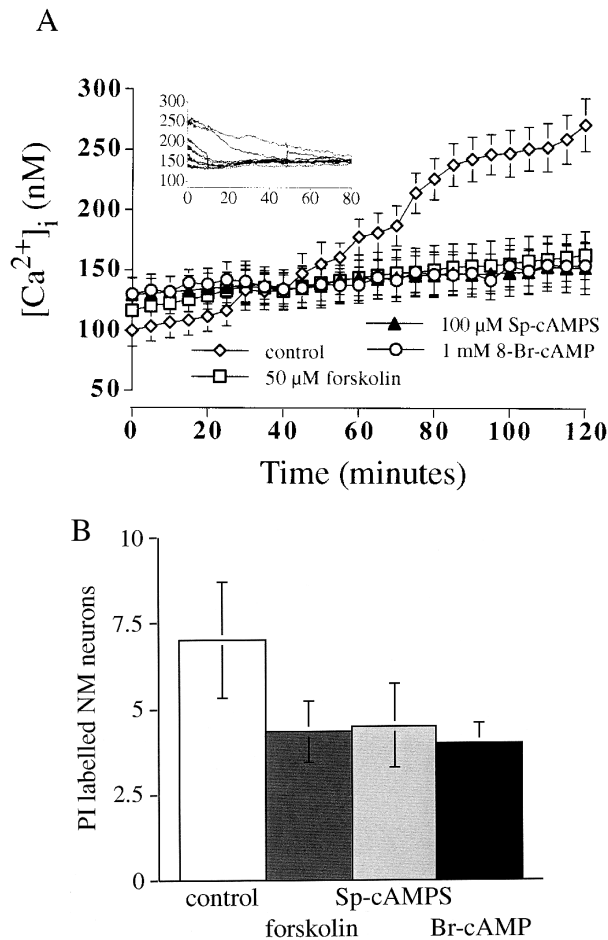 A
300
250
200
150
100
50
[Ca2+]i (nM)
300
250
200
150
100
0 20 40 60 80
control
50 µM forskolin
100 µM Sp-cAMPS
1 mM 8-Br-cAMP
0 20 40 60 80 100 120
Time (minutes)
B
10
7.5
5
2.5
0
PI labelled NM neurons
control Sp-cAMPS
forskolin Br-cAMP